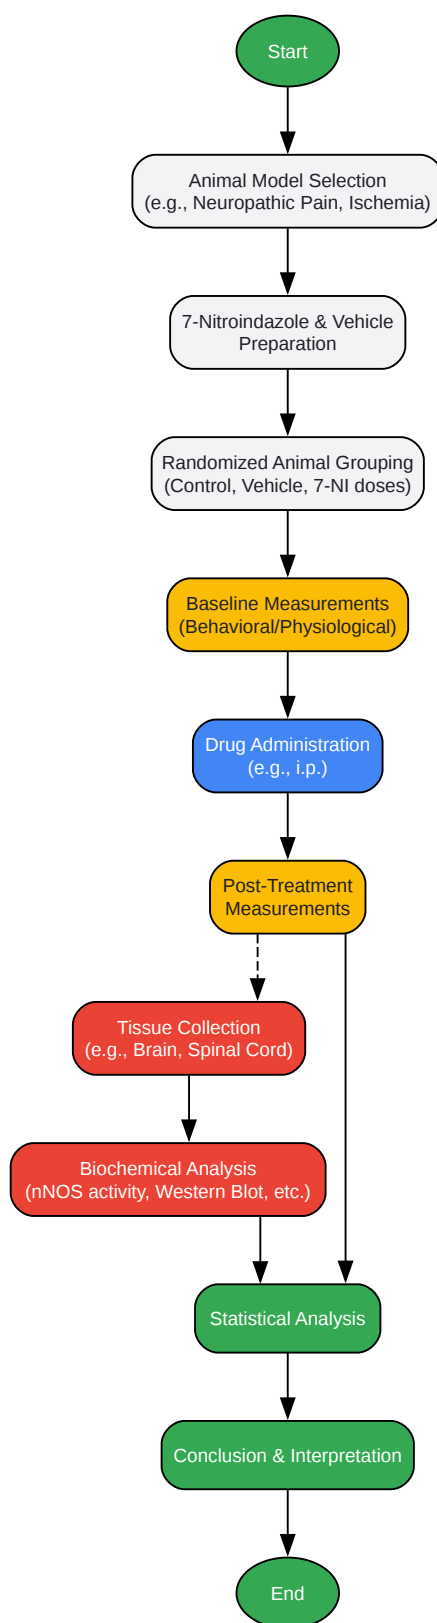 Start
Animal Model Selection
(e.g., Neuropathic Pain, Ischemia)
7-Nitroindazole & Vehicle
Preparation
Randomized Animal Grouping
(Control, Vehicle, 7-NI doses)
Baseline Measurements
(Behavioral/Physiological)
Drug Administration
(e.g., i.p.)
Post-Treatment
Measurements
Tissue Collection
(e.g., Brain, Spinal Cord)
Biochemical Analysis
(nNOS activity, Western Blot, etc.)
Statistical Analysis
Conclusion & Interpretation
End